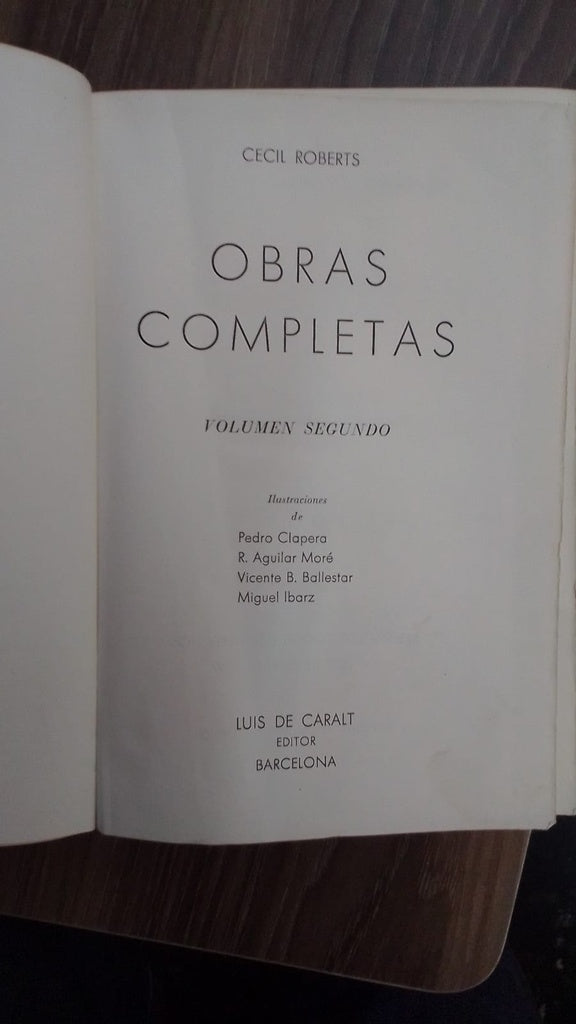 CECIL ROBERTS
OBRAS
COMPLETAS
VOLUMEN SEGUNDO
Ilustraciones
de
Pedro Clapera
R. Aguilar Moré
Vicente B. Ballestar
Miguel Ibarz
LUIS DE CARALT
EDITOR
BARCELONA